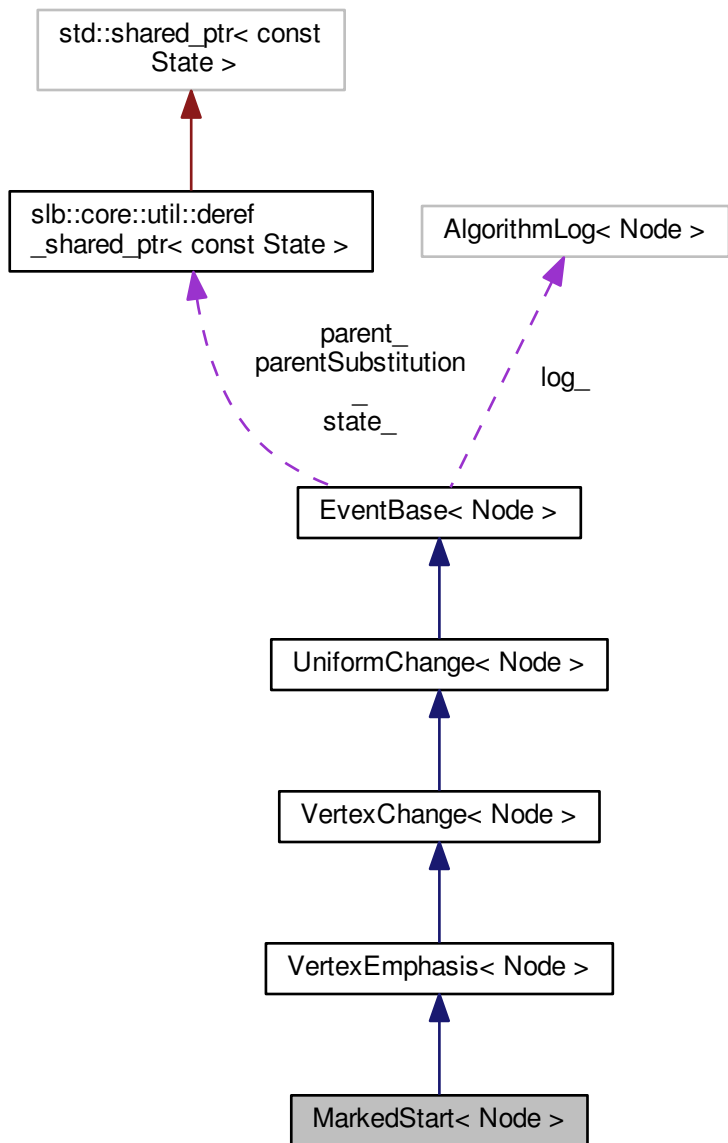 std::shared_ptr< const
State >
slb::core::util::deref
_shared_ptr< const State >
AlgorithmLog< Node >
parent_
parentSubstitution
_
state_
log_
EventBase< Node >
UniformChange< Node >
VertexChange< Node >
VertexEmphasis< Node >
MarkedStart< Node >